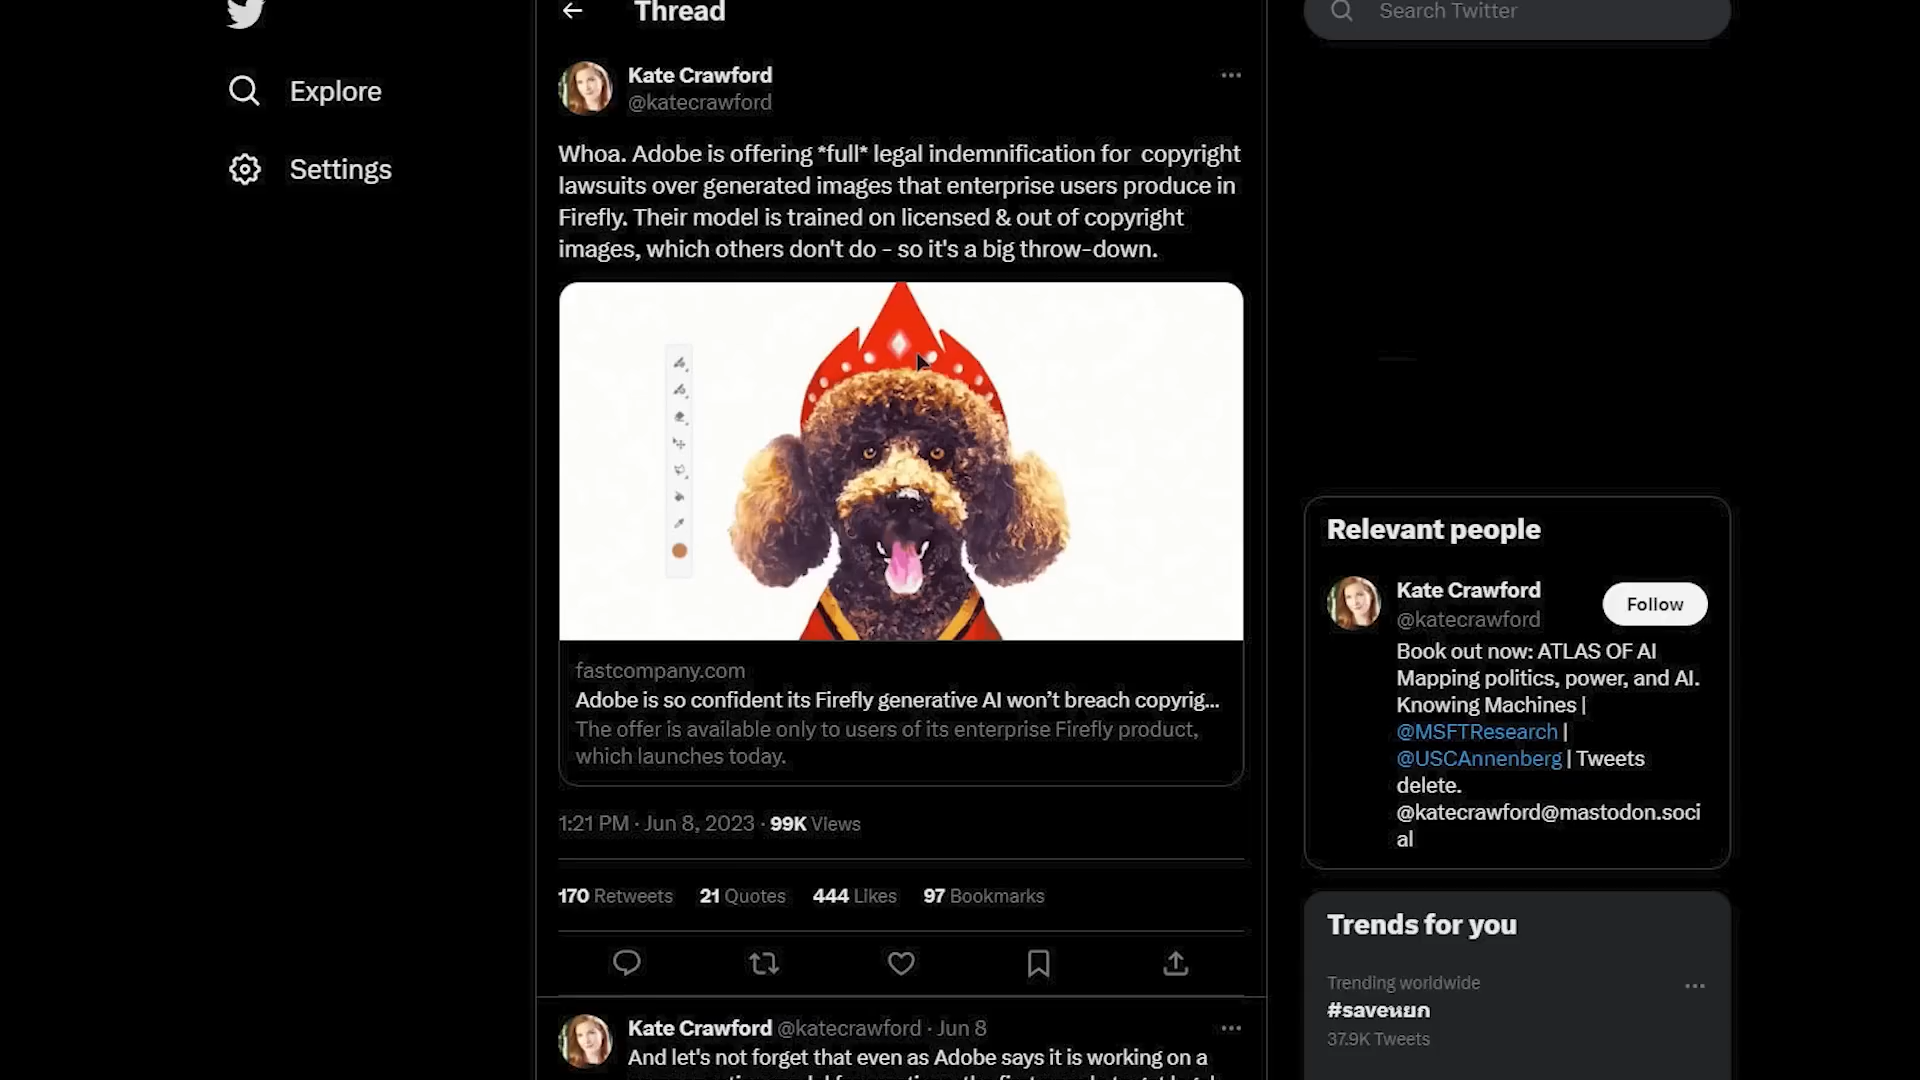 Thread
Search Twitter
Explore
Settings
Kate Crawford
@katecrawford
Whoa. Adobe is offering *full* legal indemnification for copyright
lawsuits over generated images that enterprise users produce in
Firefly. Their model is trained on licensed & out of copyright
images, which others don't do - so it's a big throw-down.
fastcompany.com
Adobe is so confident its Firefly generative AI won’t breach copyrig...
The offer is available only to users of its enterprise Firefly product,
which launches today.
1:21 PM · Jun 8, 2023 · 99K Views
170 Retweets 21 Quotes 444 Likes 97 Bookmarks
Kate Crawford @katecrawford · Jun 8
And let's not forget that even as Adobe says it is working on a
Relevant people
Kate Crawford
@katecrawford
Follow
Book out now: ATLAS OF AI
Mapping politics, power, and AI.
Knowing Machines |
@MSFTResearch |
@USCAnnenberg | Tweets
delete.
@katecrawford@mastodon.soci
al
Trends for you
Trending worldwide
#saveหยก
37.9K Tweets